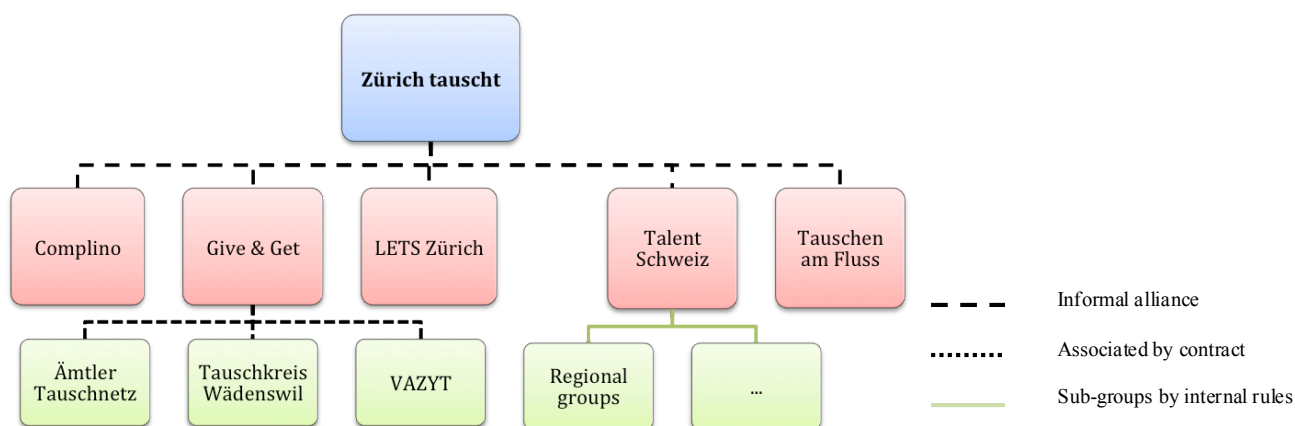 Zürich tauscht
Complino
Give & Get
LETS Zürich
Talent
Schweiz
Tauschen
am Fluss
Informal alliance
Associated by contract
Sub-groups by internal rules
Ämtler
Tauschnetz
Tauschkreis
Wädenswil
VAZYT
Regional
groups
...